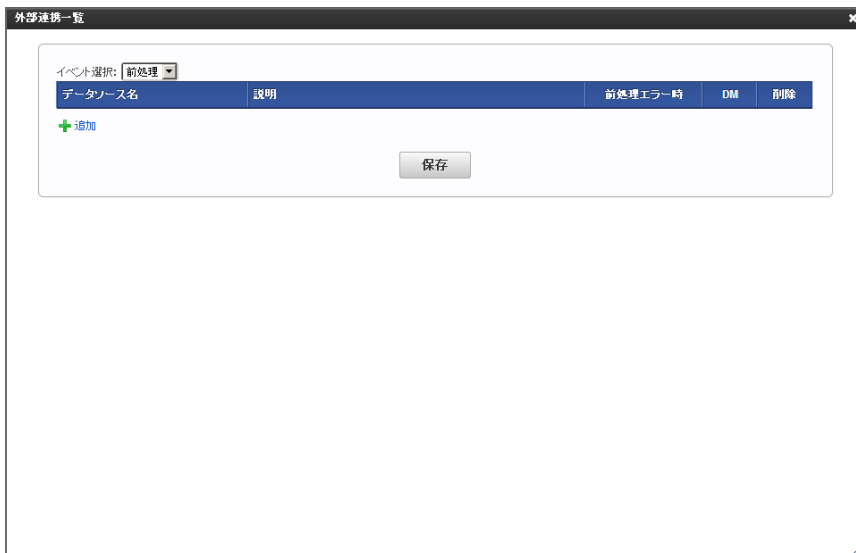 外部連携一覧
イベント選択: 前処理
データソース名 説明 前処理エラー時 DM 削除
追加
保存